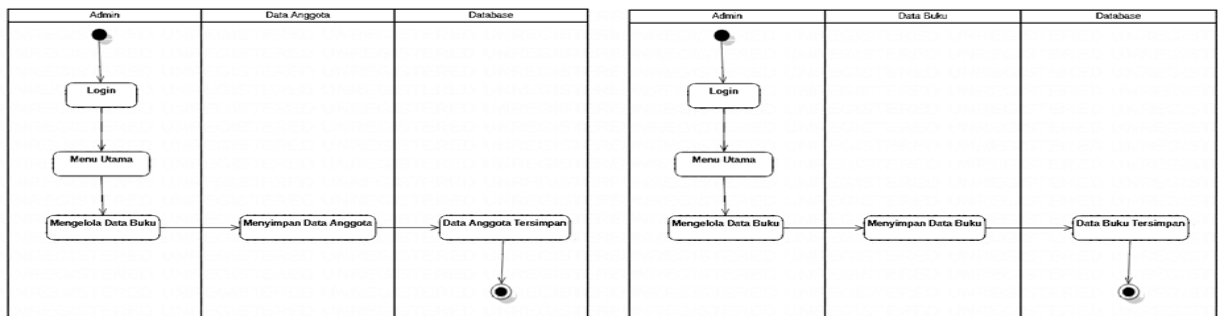 Admin
Data Anggota
Database
Login
Menu Utama
Mengelola Data Buku
Menyimpan Data Anggota
Data Anggota Tersimpan
Admin
Data Buku
Database
Login
Menu Utama
Mengelola Data Buku
Menyimpan Data Buku
Data Buku Tersimpan